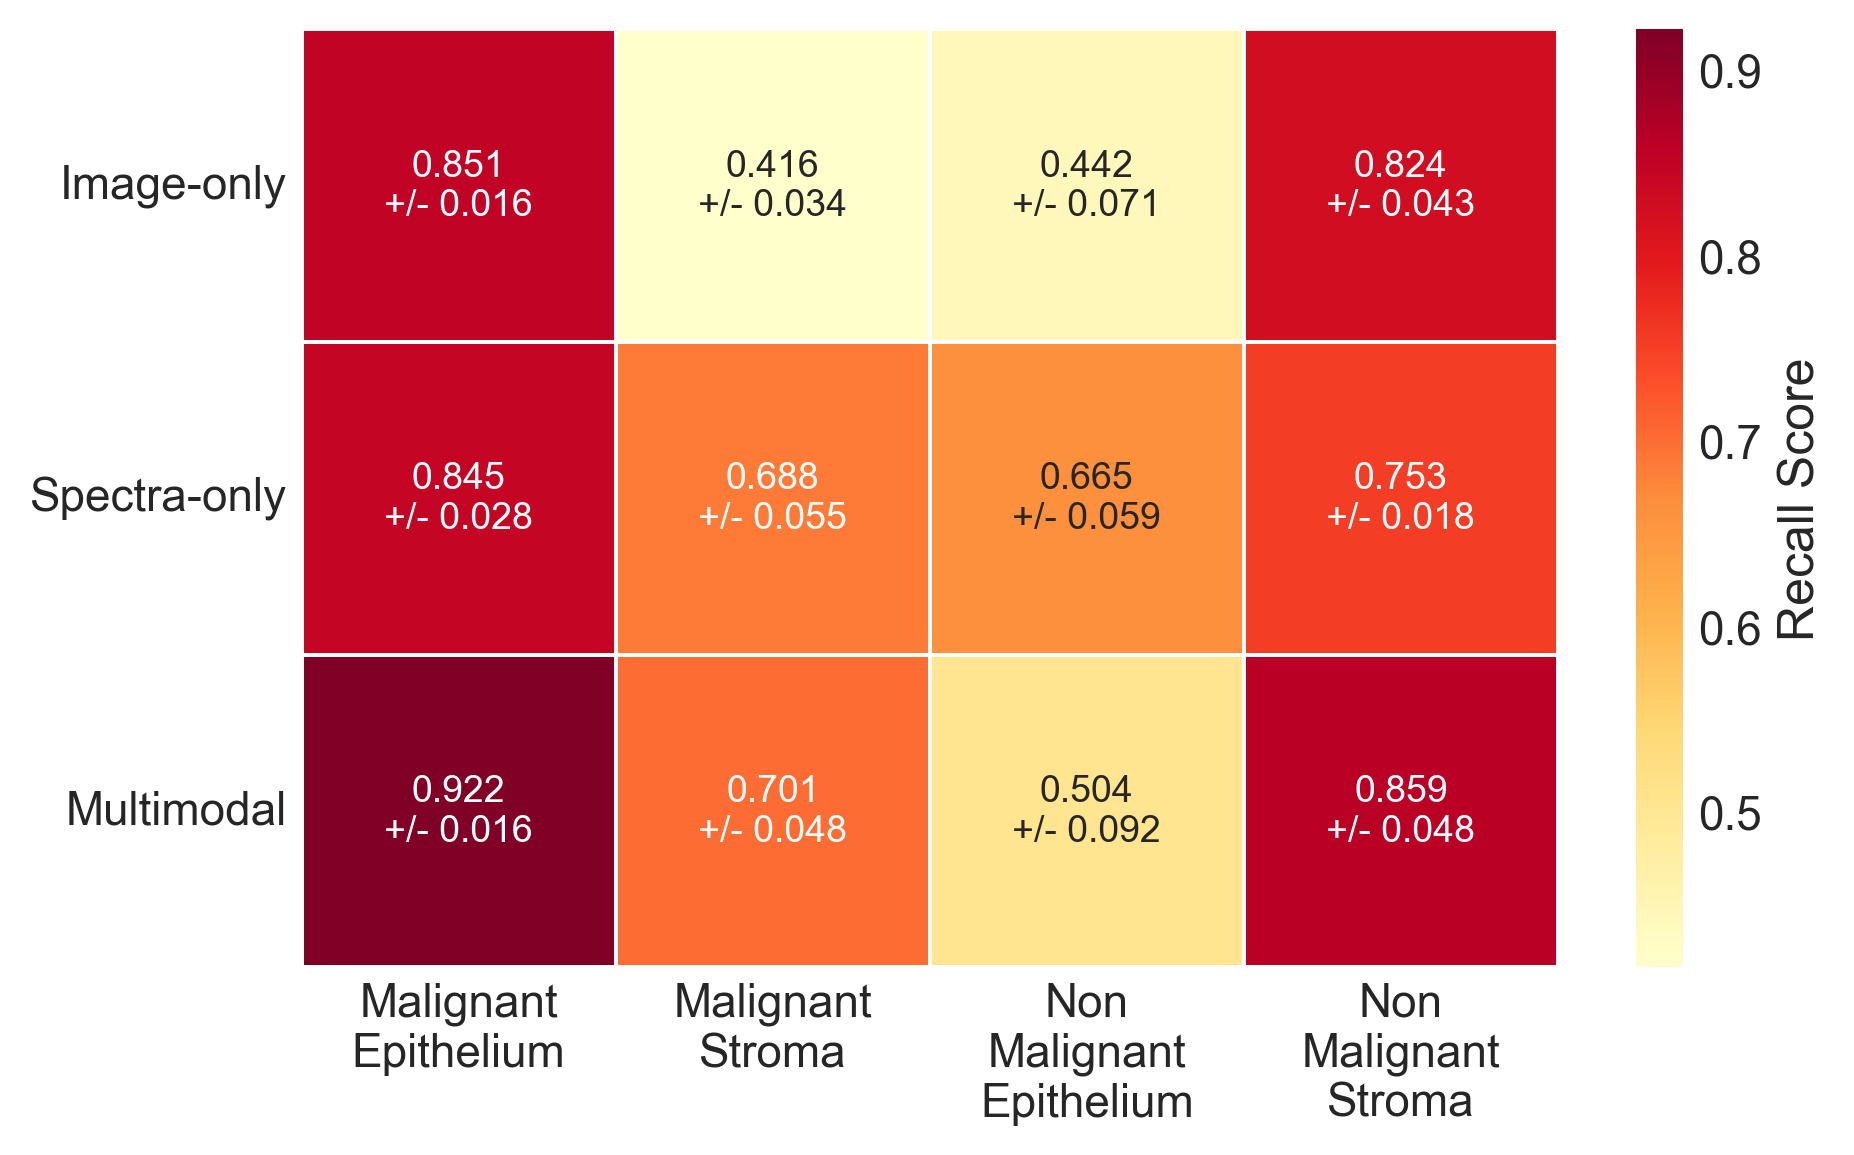 Image-only
0.851
+/- 0.016
0.416
+/- 0.034
0.442
+/- 0.071
0.824
+/- 0.043
Spectra-only
0.845
+/- 0.028
0.688
+/- 0.055
0.665
+/- 0.059
0.753
+/- 0.018
Multimodal
0.922
+/- 0.016
0.701
+/- 0.048
0.504
+/- 0.092
0.859
+/- 0.048
Malignant
Epithelium
Malignant
Stroma
Non
Malignant
Epithelium
Non
Malignant
Stroma
0.9
0.8
0.7
0.6
0.5
Recall Score